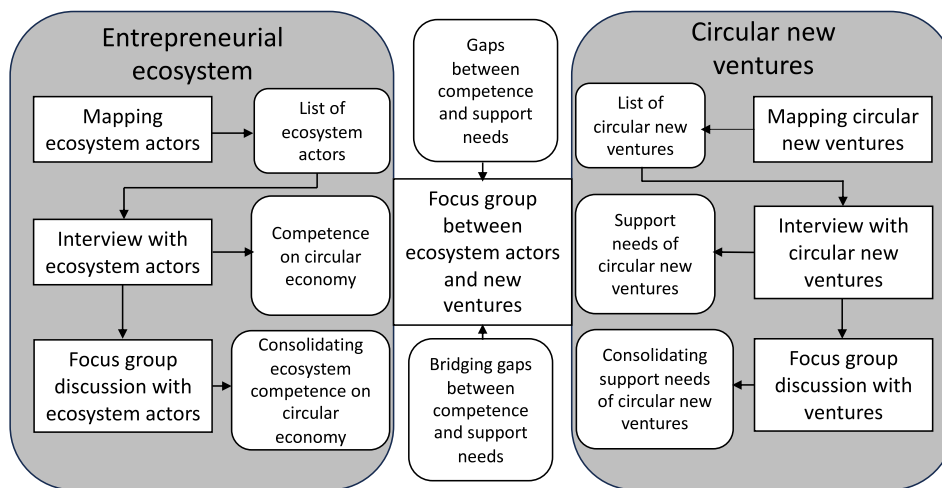 Entrepreneurial
ecosystem
Mapping
ecosystem actors
List of
ecosystem
actors
Interview with
ecosystem actors
Competence
on circular
economy
Focus group
discussion with
ecosystem actors
Consolidating
ecosystem
competence on
circular
economy
Gaps
between
competence
and support
needs
Focus group
between
ecosystem actors
and new
ventures
Bridging gaps
between
competence
and support
needs
Circular new
ventures
List of
circular new
ventures
Mapping circular
new ventures
Support
needs of
circular new
ventures
Interview with
circular new
ventures
Consolidating
support needs
of circular new
ventures
Focus group
discussion with
ventures